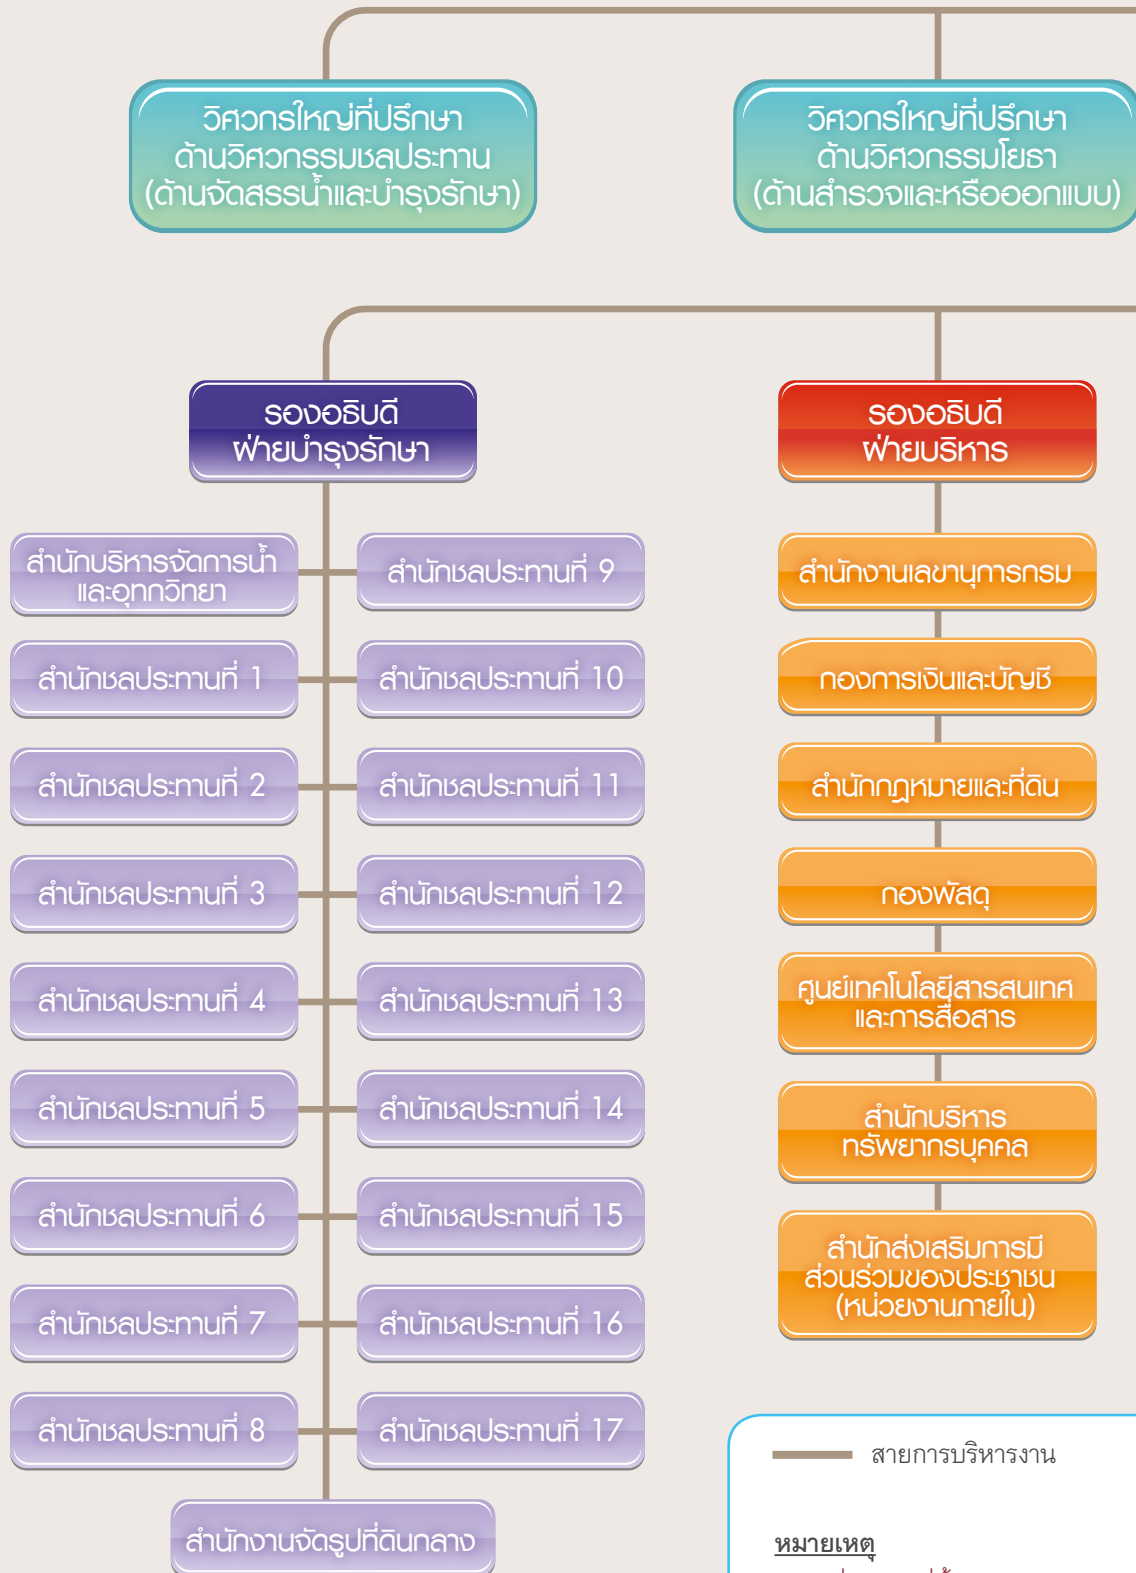 วิศวกรใหญ่ที่ปรึกษา
ด้านวิศวกรรมชลประทาน
(ด้านจัดสรรน้ำและบำรุงรักษา)
วิศวกรใหญ่ที่ปรึกษา
ด้านวิศวกรรมโยธา
(ด้านสำรวจและหรือออกแบบ)
รองอธิบดี
ฝ่ายบำรุงรักษา
สำนักบริหารจัดการน้ำ
และอุทกวิทยา
สำนักชลประทานที่ 1
สำนักชลประทานที่ 2
สำนักชลประทานที่ 3
สำนักชลประทานที่ 4
สำนักชลประทานที่ 5
สำนักชลประทานที่ 6
สำนักชลประทานที่ 7
สำนักชลประทานที่ 8
สำนักชลประทานที่ 9
สำนักชลประทานที่ 10
สำนักชลประทานที่ 11
สำนักชลประทานที่ 12
สำนักชลประทานที่ 13
สำนักชลประทานที่ 14
สำนักชลประทานที่ 15
สำนักชลประทานที่ 16
สำนักชลประทานที่ 17
สำนักงานจัดรูปที่ดินกลาง
รองอธิบดี
ฝ่ายบริหาร
สำนักงานเลขานุการกรม
กองการเงินและบัญชี
สำนักกฎหมายและที่ดิน
กองพัสดุ
ศูนย์เทคโนโลยีสารสนเทศ
และการสื่อสาร
สำนักบริหาร
ทรัพยากรบุคคล
สำนักส่งเสริมการมี
ส่วนร่วมของประชาชน
(หน่วยงานภายใน)
สายการบริหารงาน
หมายเหตุ